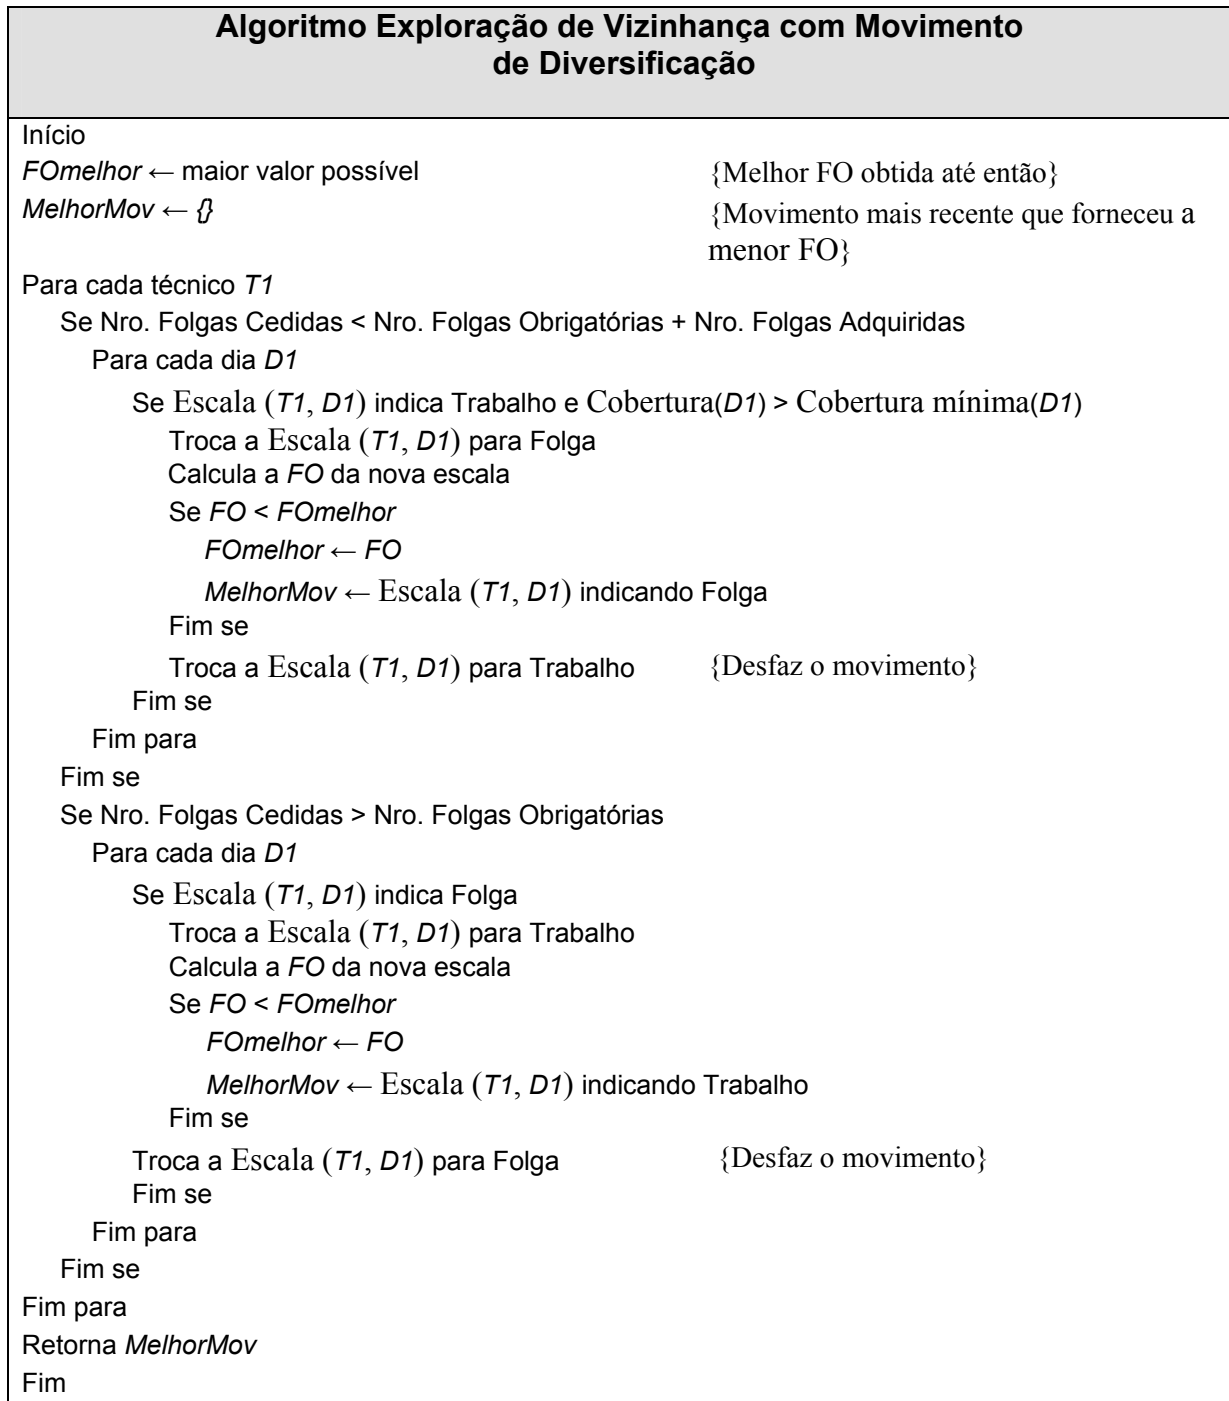 Algoritmo Exploração de Vizinhança com Movimento
de Diversificação
Início
FOmelhor ← maior valor possível {Melhor FO obtida até então}
MelhorMov ← {} {Movimento mais recente que forneceu a
menor FO}
Para cada técnico T1
Se Nro. Folgas Cedidas < Nro. Folgas Obrigatórias + Nro. Folgas Adquiridas
Para cada dia D1
Se Escala (T1, D1) indica Trabalho e Cobertura(D1) > Cobertura mínima(D1)
Troca a Escala (T1, D1) para Folga
Calcula a FO da nova escala
Se FO < FOmelhor
FOmelhor ← FO
MelhorMov ← Escala (T1, D1) indicando Folga
Fim se
Troca a Escala (T1, D1) para Trabalho {Desfaz o movimento}
Fim se
Fim para
Fim se
Se Nro. Folgas Cedidas > Nro. Folgas Obrigatórias
Para cada dia D1
Se Escala (T1, D1) indica Folga
Troca a Escala (T1, D1) para Trabalho
Calcula a FO da nova escala
Se FO < FOmelhor
FOmelhor ← FO
MelhorMov ← Escala (T1, D1) indicando Trabalho
Fim se
Troca a Escala (T1, D1) para Folga {Desfaz o movimento}
Fim se
Fim para
Fim se
Fim para
Retorna MelhorMov
Fim